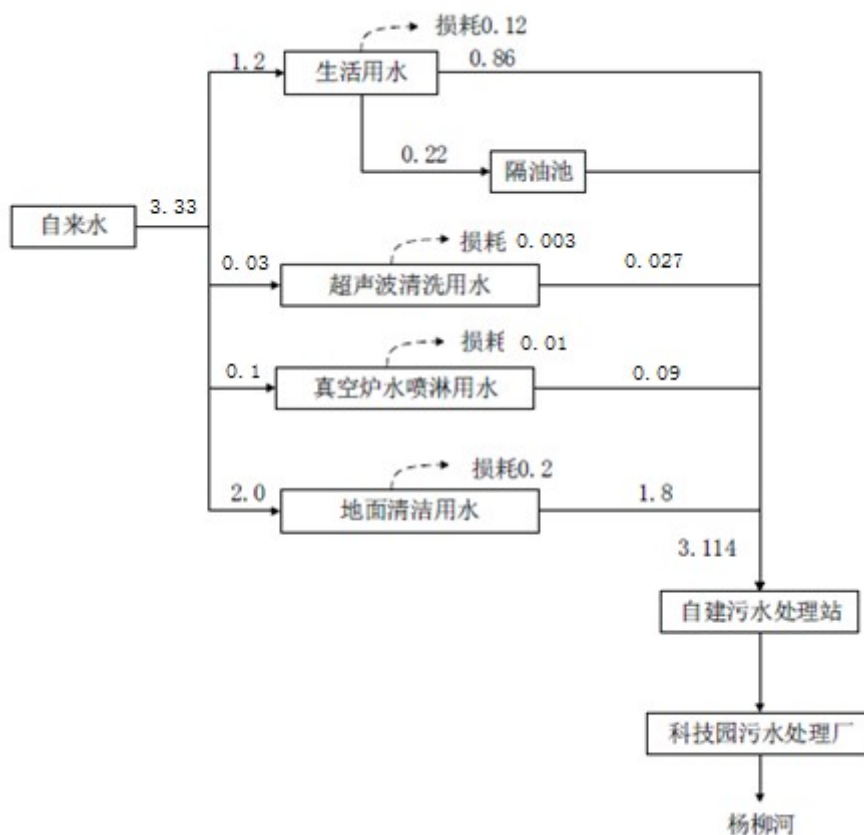 损耗0.12
1.2
生活用水
0.86
0.22
隔油池
自来水
3.33
损耗 0.003
0.03
超声波清洗用水
0.027
损耗 0.01
0.1
真空炉水喷淋用水
0.09
损耗0.2
2.0
地面清洁用水
1.8
3.114
自建污水处理站
科技园污水处理厂
杨柳河